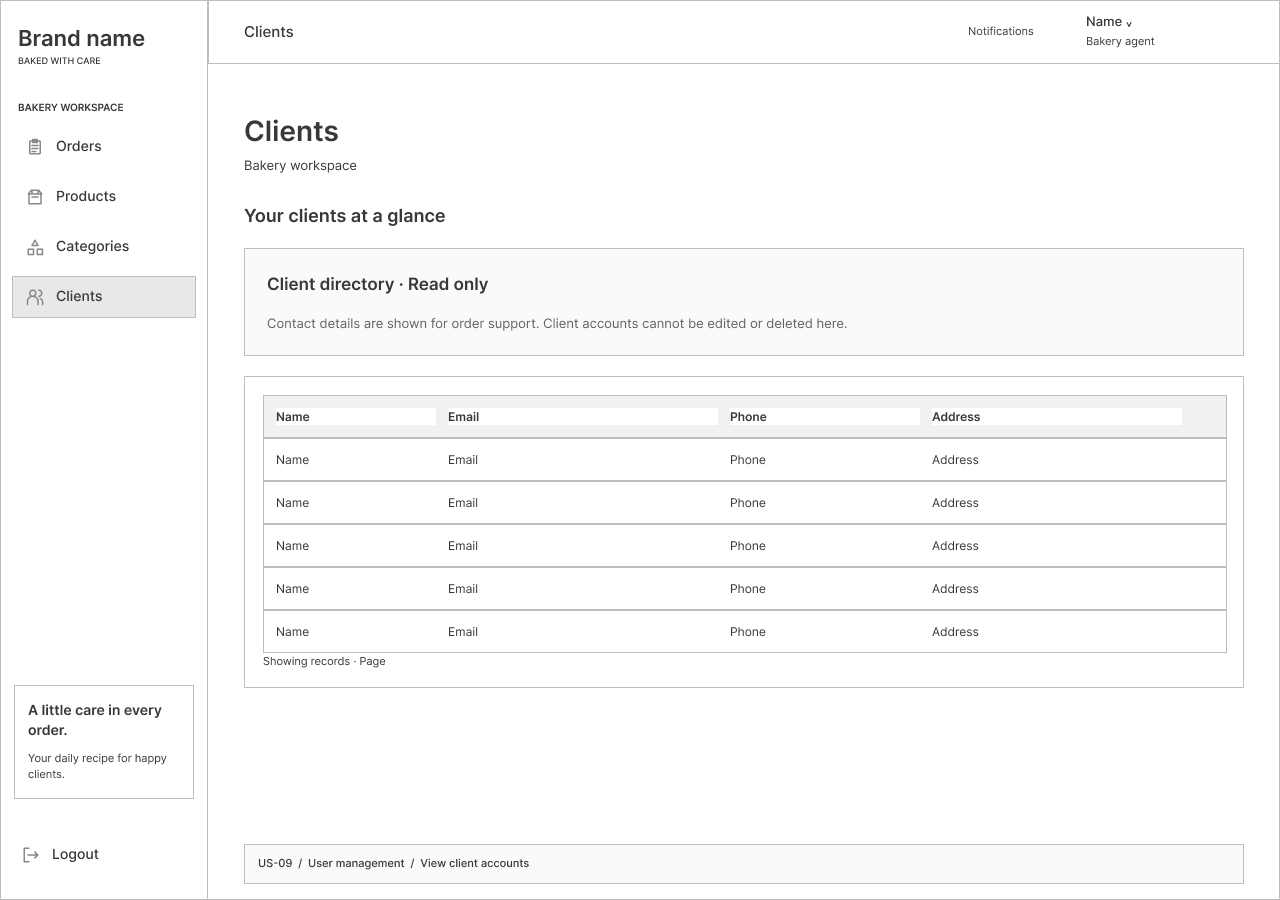 Brand name
BAKED WITH CARE
BAKERY WORKSPACE
Orders
Products
Categories
Clients
A little care in every
order.
Your daily recipe for happy
clients.
Logout
Clients
Notifications
Name v
Bakery agent
Clients
Bakery workspace
Your clients at a glance
Client directory · Read only
Contact details are shown for order support. Client accounts cannot be edited or deleted here.
Name Email Phone Address
Name Email Phone Address
Name Email Phone Address
Name Email Phone Address
Name Email Phone Address
Name Email Phone Address
Showing records · Page
US-09 / User management / View client accounts